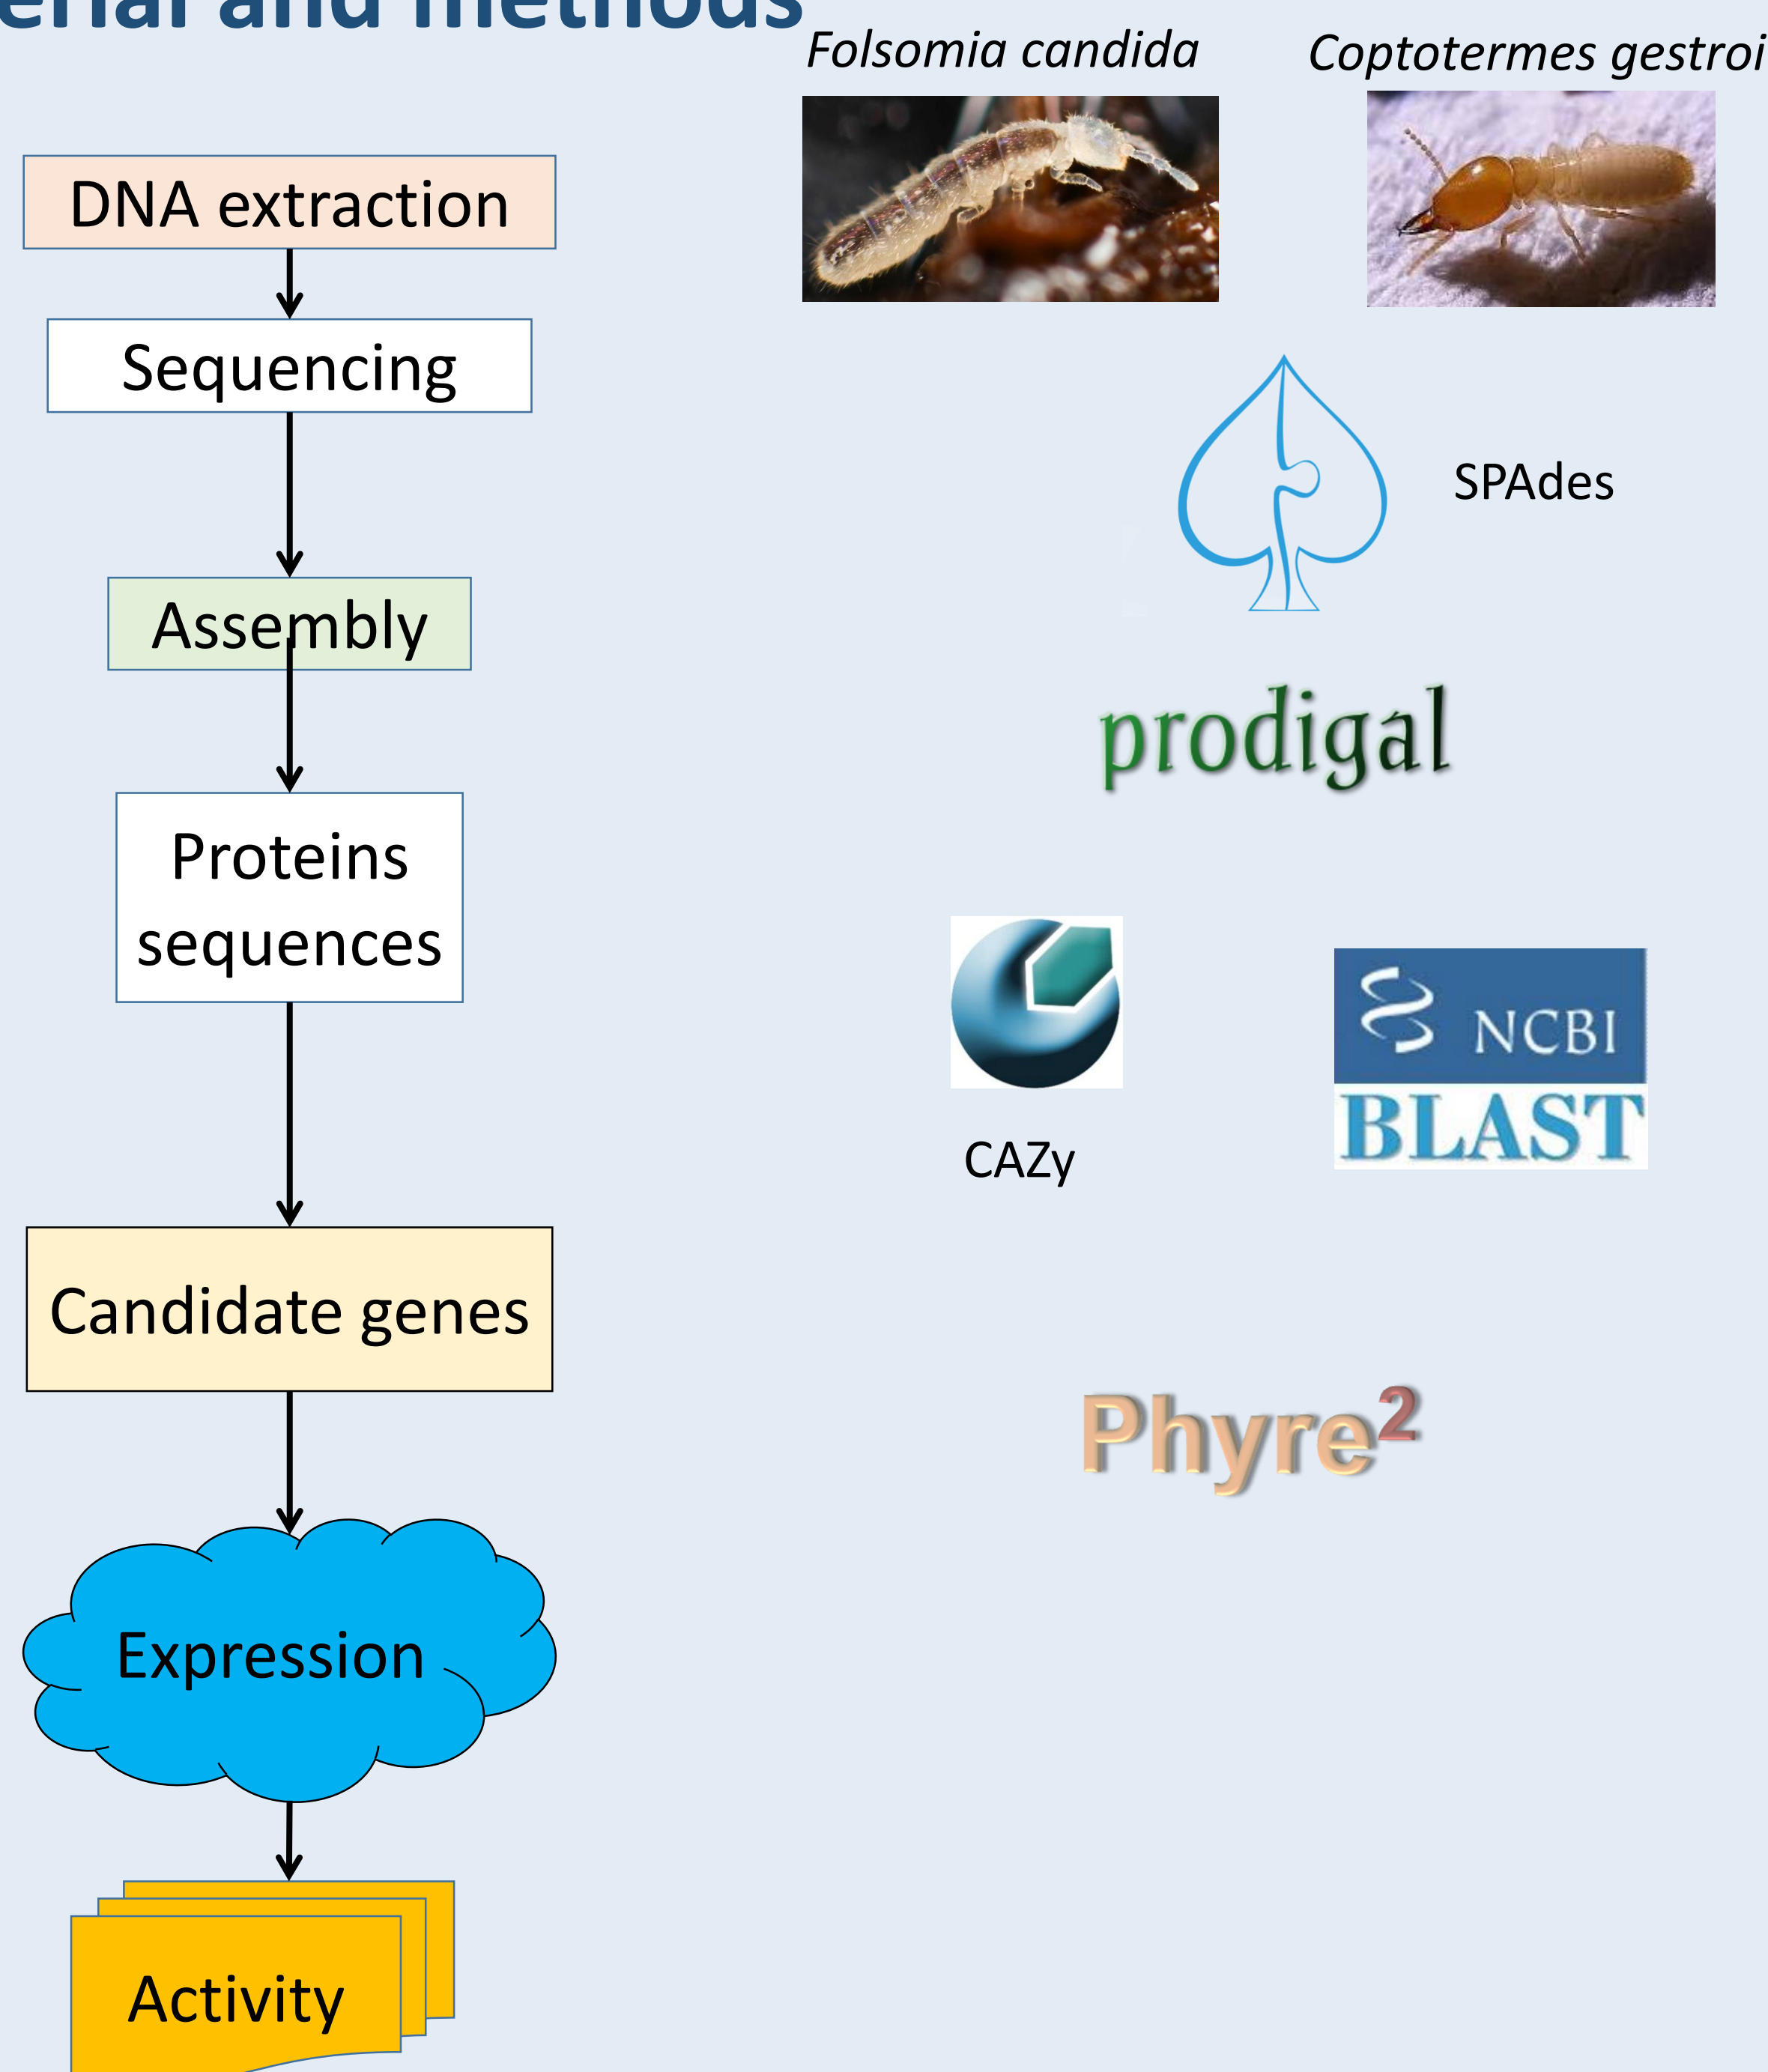 erial and methods
Folsomia candida
Coptotermes gestroi
DNA extraction
Sequencing
SPAdes
Assembly
prodigal
Proteins
sequences
NCBI
BLAST
CAZy
Candidate genes
Phyre²
Expression
Activity